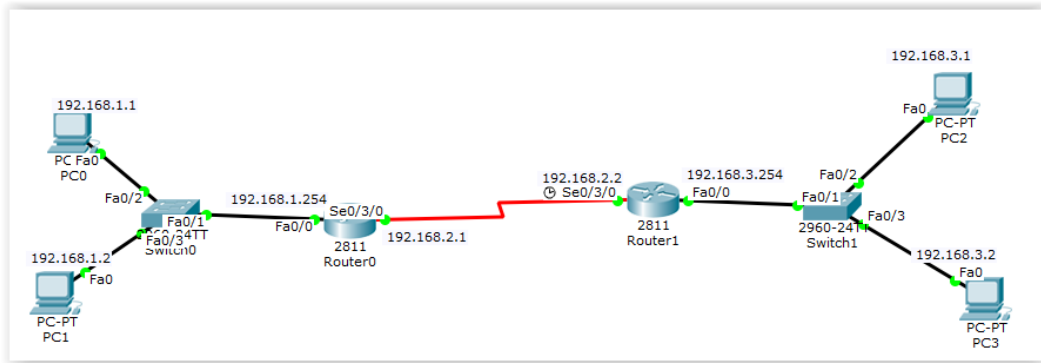 192.168.1.1
PC Fa0
PC0
Fa0/2
Fa0/1
Fa0/3
-24TT
Switch0
192.168.1.2
Fa0
PC-PT
PC1
192.168.1.254
Fa0/0
Se0/3/0
2811
Router0
192.168.2.1
192.168.2.2
Se0/3/0
2811
Router1
192.168.3.254
Fa0/0
Fa0/1
Fa0/2
Fa0/3
2960-24TT
Switch1
192.168.3.1
Fa0
PC-PT
PC2
192.168.3.2
Fa0
PC-PT
PC3